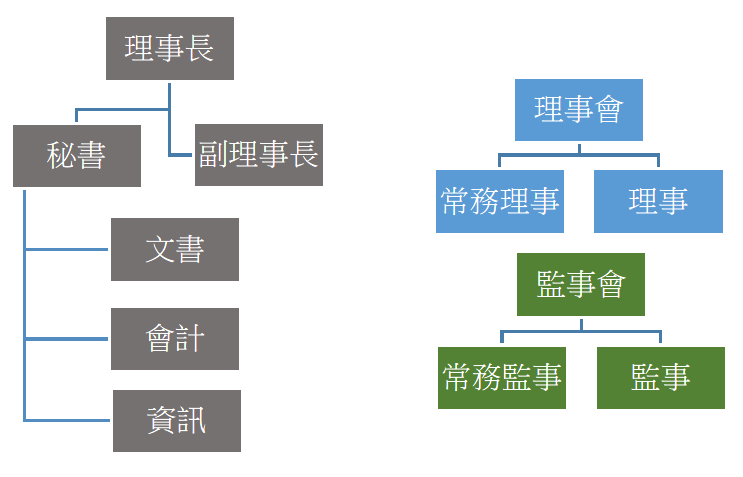 理事長
秘書
副理事長
文書
會計
資訊
理事會
常務理事
理事
監事會
常務監事
監事